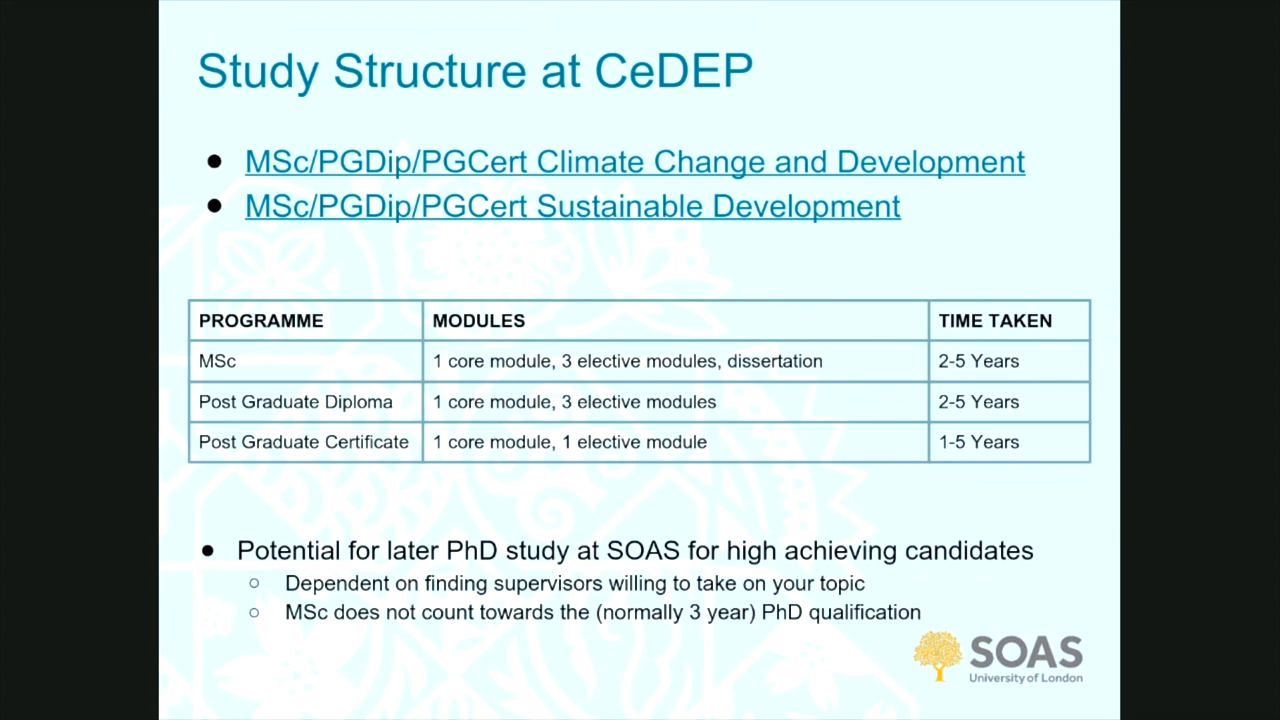 Study Structure at CeDEP
● MSc/PGDip/PGCert Climate Change and Development
● MSc/PGDip/PGCert Sustainable Development
PROGRAMME MODULES TIME TAKEN
MSc 1 core module, 3 elective modules, dissertation 2-5 Years
Post Graduate Diploma 1 core module, 3 elective modules 2-5 Years
Post Graduate Certificate 1 core module, 1 elective module 1-5 Years
● Potential for later PhD study at SOAS for high achieving candidates
○ Dependent on finding supervisors willing to take on your topic
○ MSc does not count towards the (normally 3 year) PhD qualification
SOAS
University of London